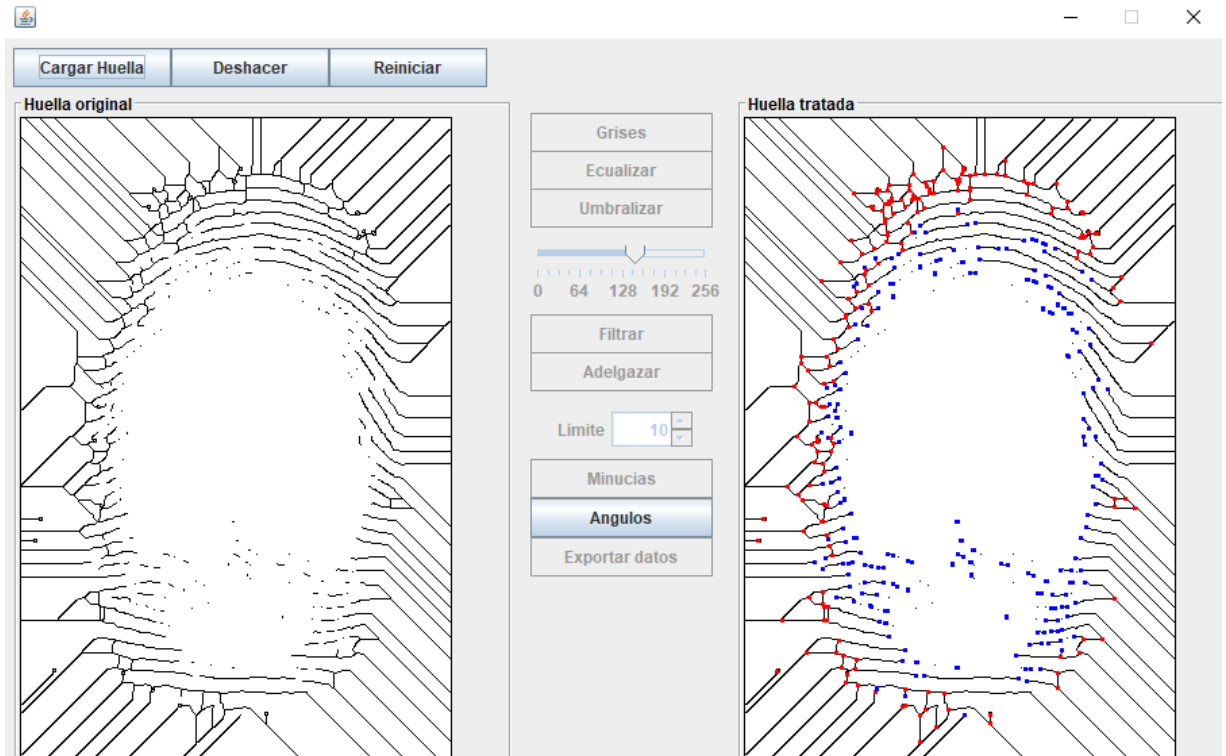 Cargar Huella Deshacer Reiniciar
Huella original
Grises
Ecualizar
Umbralizar
0 64 128 192 256
Filtrar
Adelgazar
Limite 10
Minucias
Angulos
Exportar datos
Huella tratada